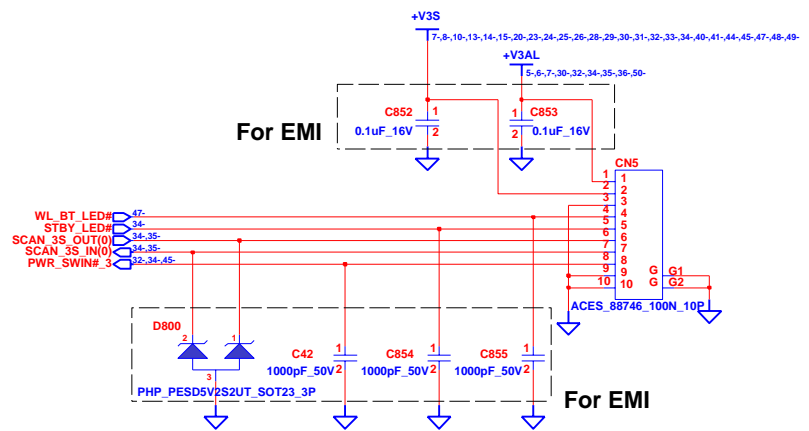 +V3S
7-,8-,10-,13-,14-,15-,20-,23-,24-,25-,26-,28-,29-,30-,31-,32-,33-,34-,40-,41-,44-,45-,47-,48-,49-
+V3AL
5-,6-,7-,30-,32-,34-,35-,36-,50-
For EMI
C852 1
0.1uF_16V 2
C853 1
2 0.1uF_16V
CN5
1 1
2 2
3 3
4 4
5 5
6 6
7 7
8 8
9 9
10 10
G G1
G G2
ACES_88746_100N_10P
WL_BT_LED# 47-
STBY_LED# 34-
SCAN_3S_OUT(0) 34-,35-
SCAN_3S_IN(0) 34-,35-
PWR_SWIN#_3 32-,34-,45-
D800
2 1
3
PHP_PESD5V2S2UT_SOT23_3P
C42 1
1000pF_50V 2
C854 1
1000pF_50V 2
C855 1
1000pF_50V 2
For EMI